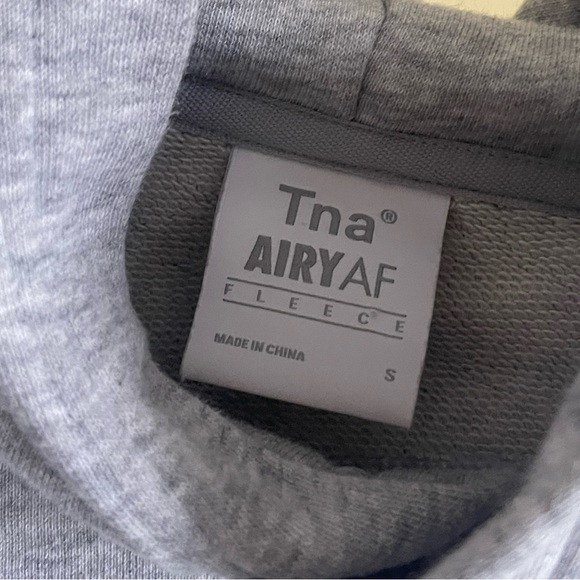 Tna®
AIRYAF
FLEECE
MADE IN CHINA
S